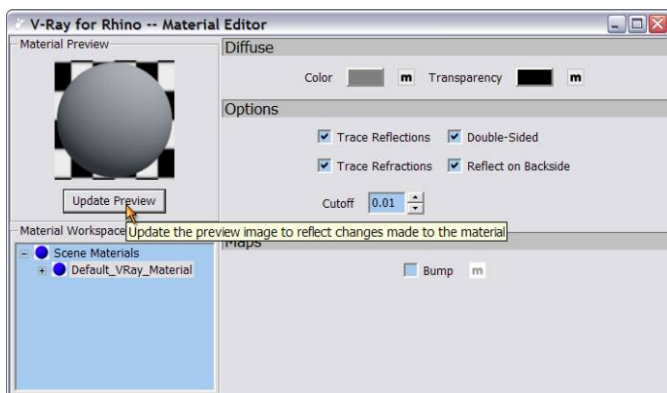 V-Ray for Rhino -- Material Editor
Material Preview
Update Preview
Update the preview image to reflect changes made to the material
Material Workspace
Scene Materials
Default_VRay_Material
Diffuse
Color m Transparency m
Options
Trace Reflections Double-Sided
Trace Refractions Reflect on Backside
Cutoff 0.01
Maps
Bump m